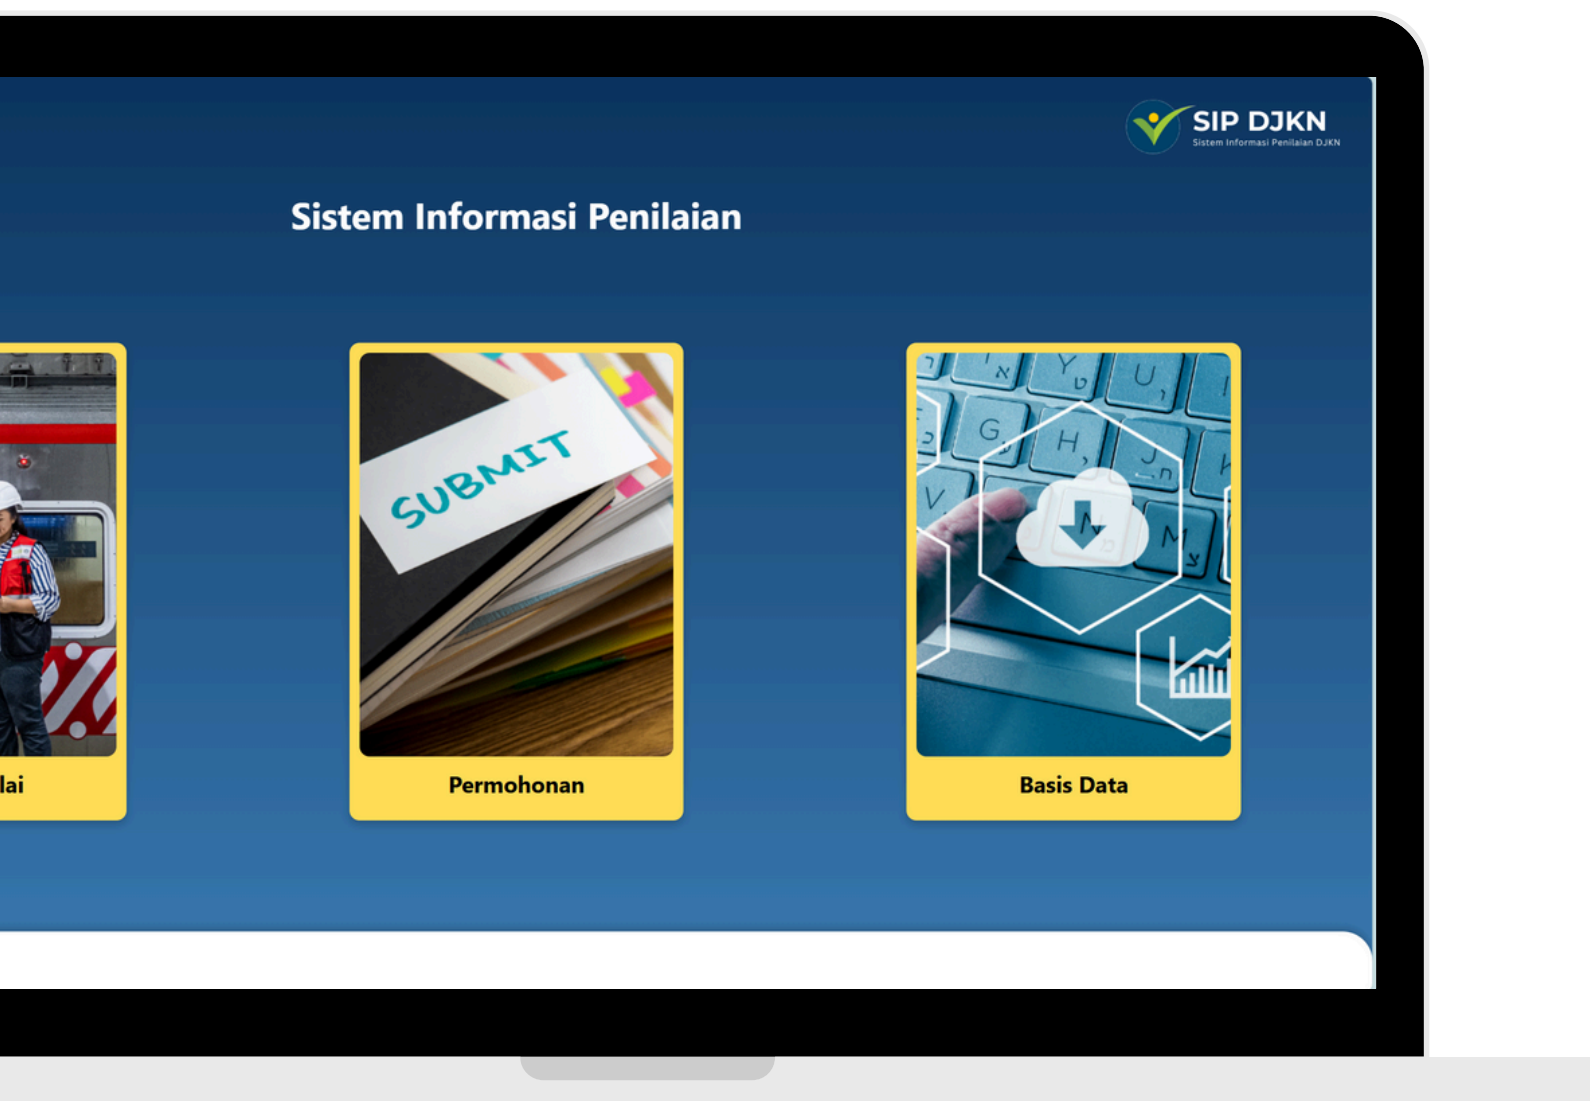 SIP DJKN
Sistem Informasi Penilaian DJKN
Sistem Informasi Penilaian
SUBMIT
lai
Permohonan
Basis Data